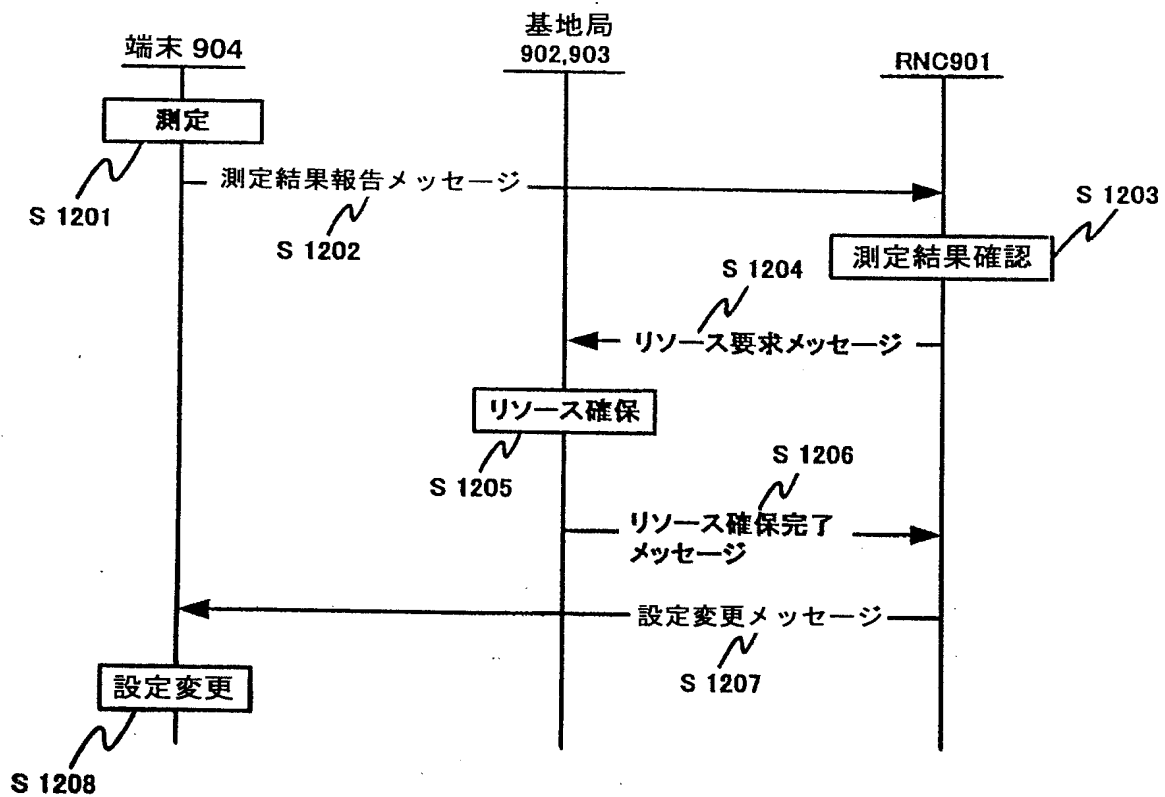 端末 904
基地局
902,903
RNC901
測定
S 1201
測定結果報告メッセージ
S 1202
S 1203
測定結果確認
S 1204
リソース要求メッセージ
リソース確保
S 1205
S 1206
リソース確保完了
メッセージ
設定変更メッセージ
S 1207
設定変更
S 1208